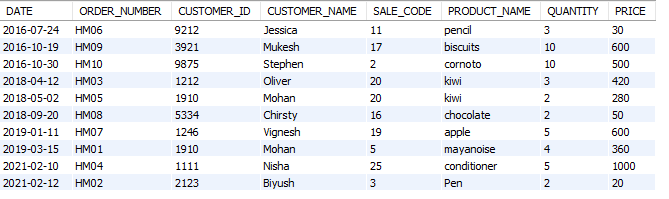 DATE ORDER_NUMBER CUSTOMER_ID CUSTOMER_NAME SALE_CODE PRODUCT_NAME QUANTITY PRICE
2016-07-24 HM06 9212 Jessica 11 pencil 3 30
2016-10-19 HM09 3921 Mukesh 17 biscuits 10 600
2016-10-30 HM10 9875 Stephen 2 cornoto 10 500
2018-04-12 HM03 1212 Oliver 20 kiwi 3 420
2018-05-02 HM05 1910 Mohan 20 kiwi 2 280
2018-09-20 HM08 5334 Chirsty 16 chocolate 2 50
2019-01-11 HM07 1246 Vignesh 19 apple 5 600
2019-03-15 HM01 1910 Mohan 5 mayanoise 4 360
2021-02-10 HM04 1111 Nisha 25 conditioner 5 1000
2021-02-12 HM02 2123 Biyush 3 Pen 2 20